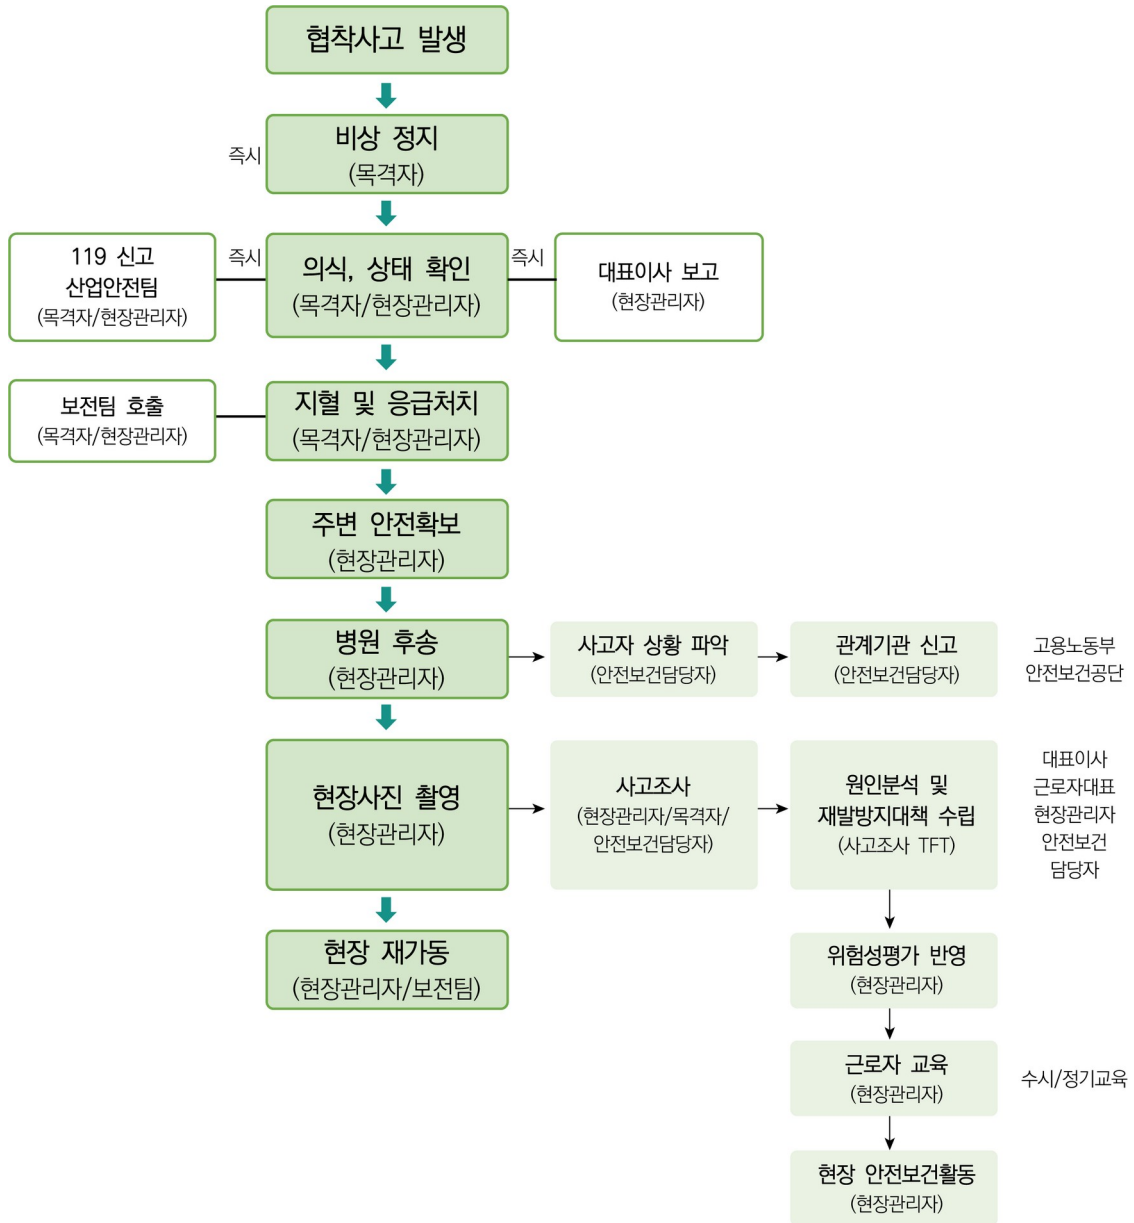 협착사고 발생
즉시
비상 정지
(목격자)
119 신고
산업안전팀
(목격자/현장관리자)
즉시
의식, 상태 확인
(목격자/현장관리자)
즉시
대표이사 보고
(현장관리자)
보전팀 호출
(목격자/현장관리자)
지혈 및 응급처치
(목격자/현장관리자)
주변 안전확보
(현장관리자)
병원 후송
(현장관리자)
사고자 상황 파악
(안전보건담당자)
관계기관 신고
(안전보건담당자)
고용노동부
안전보건공단
현장사진 촬영
(현장관리자)
사고조사
(현장관리자/목격자/
안전보건담당자)
원인분석 및
재발방지대책 수립
(사고조사 TFT)
대표이사
근로자대표
현장관리자
안전보건
담당자
현장 재가동
(현장관리자/보전팀)
위험성평가 반영
(현장관리자)
근로자 교육
(현장관리자)
수시/정기교육
현장 안전보건활동
(현장관리자)